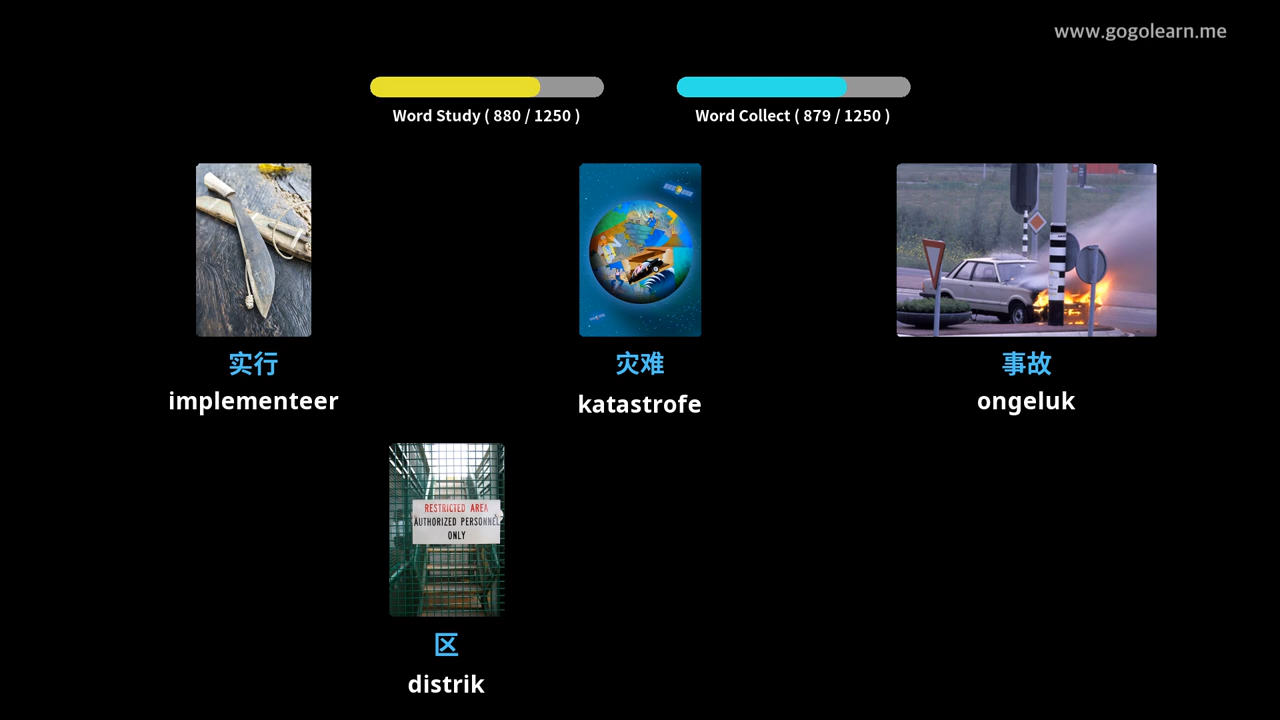 www.gogolearn.me
Word Study ( 880 / 1250 )
Word Collect ( 879 / 1250 )
实行
implementeer
灾难
katastrofe
事故
ongeluk
RESTRICTED AREA
AUTHORIZED PERSONNEL
ONLY
区
distrik